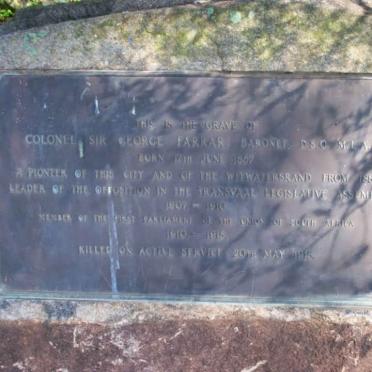 THIS IS THE GRAVE OF
COLONEL SIR GEORGE FARRAR BARONET. D.S.O. M.L.A.
BORN 17TH JUNE
A PIONEER OF THIS CITY AND OF THE WITWATERSRAND FROM
LEADER OF THE OPPOSITION IN THE TRANSVAAL LEGISLATIVE
1907 – 1910
MEMBER OF THE FIRST PARLIAMENT OF THE UNION OF SOUTH AFRICA
1910 – 1915
KILLED ON ACTIVE SERVICE 20TH MAY 1915